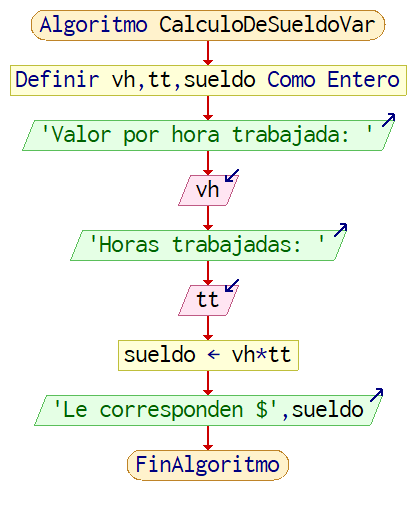 Algoritmo CalculoDeSueldoVar
Definir vh,tt,sueldo Como Entero
'Valor por hora trabajada: '
vh
'Horas trabajadas: '
tt
sueldo ← vh*tt
'Le corresponden $',sueldo
FinAlgoritmo